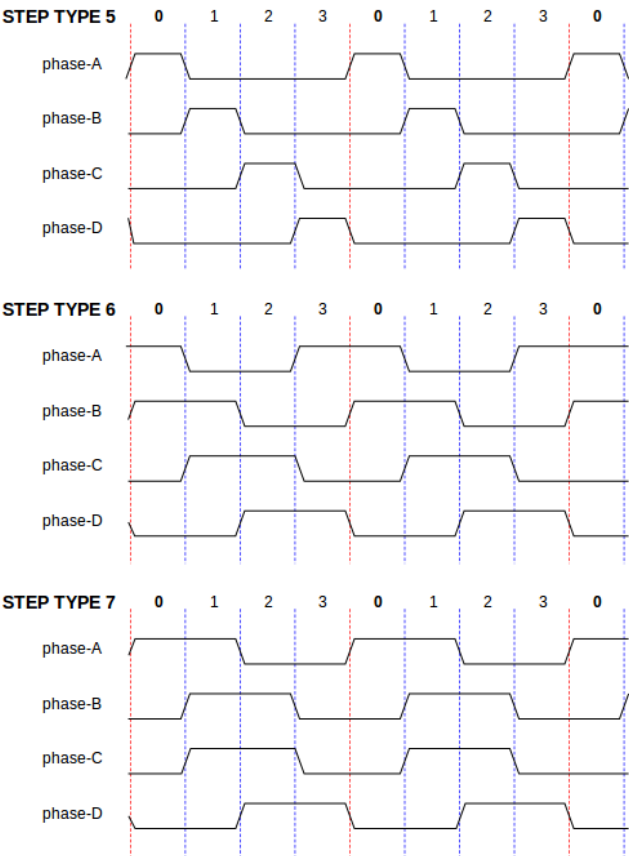 STEP TYPE 5 0 1 2 3 0 1 2 3 0
phase-A
phase-B
phase-C
phase-D
STEP TYPE 6 0 1 2 3 0 1 2 3 0
phase-A
phase-B
phase-C
phase-D
STEP TYPE 7 0 1 2 3 0 1 2 3 0
phase-A
phase-B
phase-C
phase-D